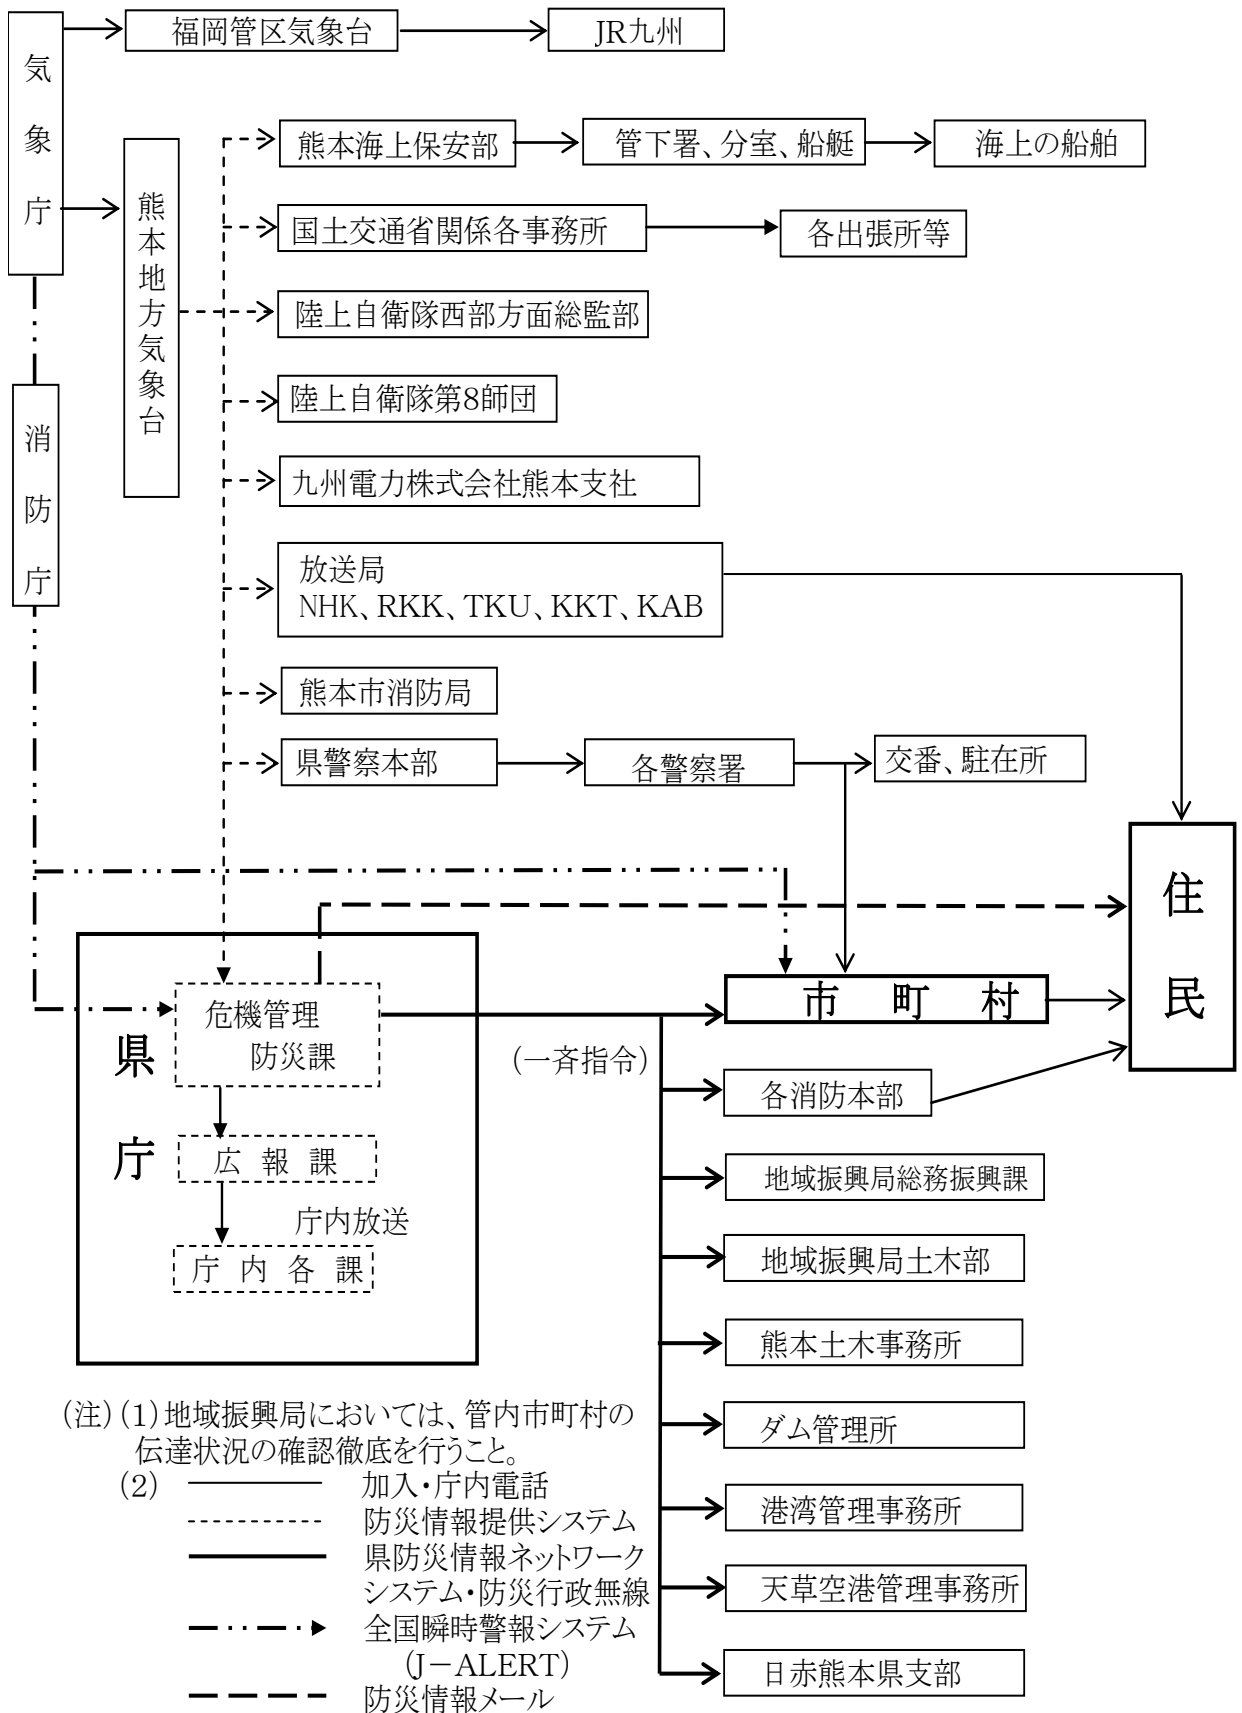 気象庁
福岡管区気象台
JR九州
熊本地方気象台
熊本海上保安部
管下署、分室、船艇
海上の船舶
国土交通省関係各事務所
各出張所等
陸上自衛隊西部方面総監部
陸上自衛隊第8師団
消防庁
九州電力株式会社熊本支社
放送局
NHK、RKK、TKU、KKT、KAB
熊本市消防局
県警察本部
各警察署
交番、駐在所
住民
県庁
危機管理
防災課
広報課
庁内放送
庁内各課
(一斉指令)
市町村
各消防本部
地域振興局総務振興課
地域振興局土木部
熊本土木事務所
ダム管理所
港湾管理事務所
天草空港管理事務所
日赤熊本県支部
(注)(1)地域振興局においては、管内市町村の
伝達状況の確認徹底を行うこと。
(2)
加入・庁内電話
防災情報提供システム
県防災情報ネットワーク
システム・防災行政無線
全国瞬時警報システム
(J－ALERT)
防災情報メール